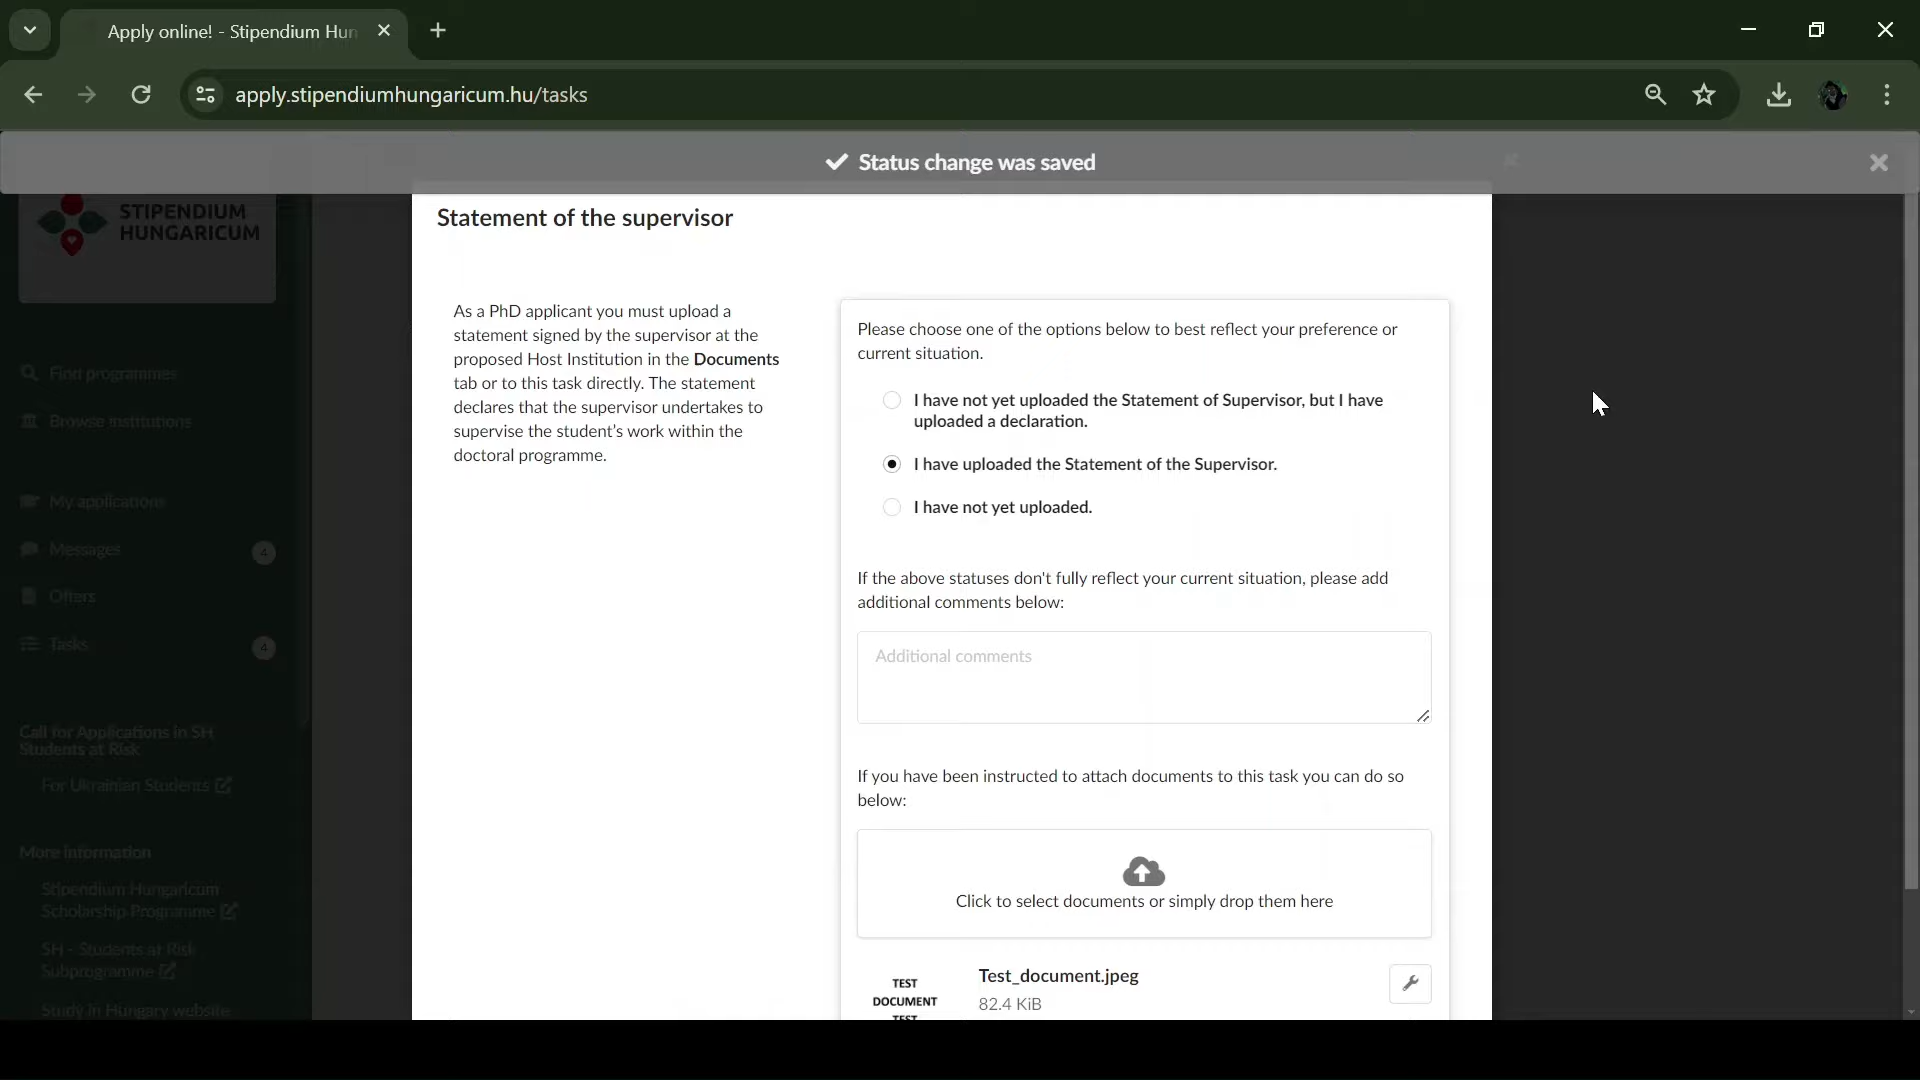 Apply online! - Stipendium Hun
apply.stipendiumhungaricum.hu/tasks
Status change was saved
STIPENDIUM
HUNGARICUM
Find programmes
Browse institutions
My applications
Messages 4
Offers
Tasks 4
Call for Applications in SH
Students at Risk
For Ukrainian Students
More information
Stipendium Hungaricum
Scholarship Programme
SH - Students at Risk
Subprogramme
Study in Hungary website
Statement of the supervisor
As a PhD applicant you must upload a
statement signed by the supervisor at the
proposed Host Institution in the Documents
tab or to this task directly. The statement
declares that the supervisor undertakes to
supervise the student's work within the
doctoral programme.
Please choose one of the options below to best reflect your preference or
current situation.
I have not yet uploaded the Statement of Supervisor, but I have
uploaded a declaration.
I have uploaded the Statement of the Supervisor.
I have not yet uploaded.
If the above statuses don't fully reflect your current situation, please add
additional comments below:
Additional comments
If you have been instructed to attach documents to this task you can do so
below:
Click to select documents or simply drop them here
TEST
DOCUMENT
TEST
Test_document.jpeg
82.4 KiB